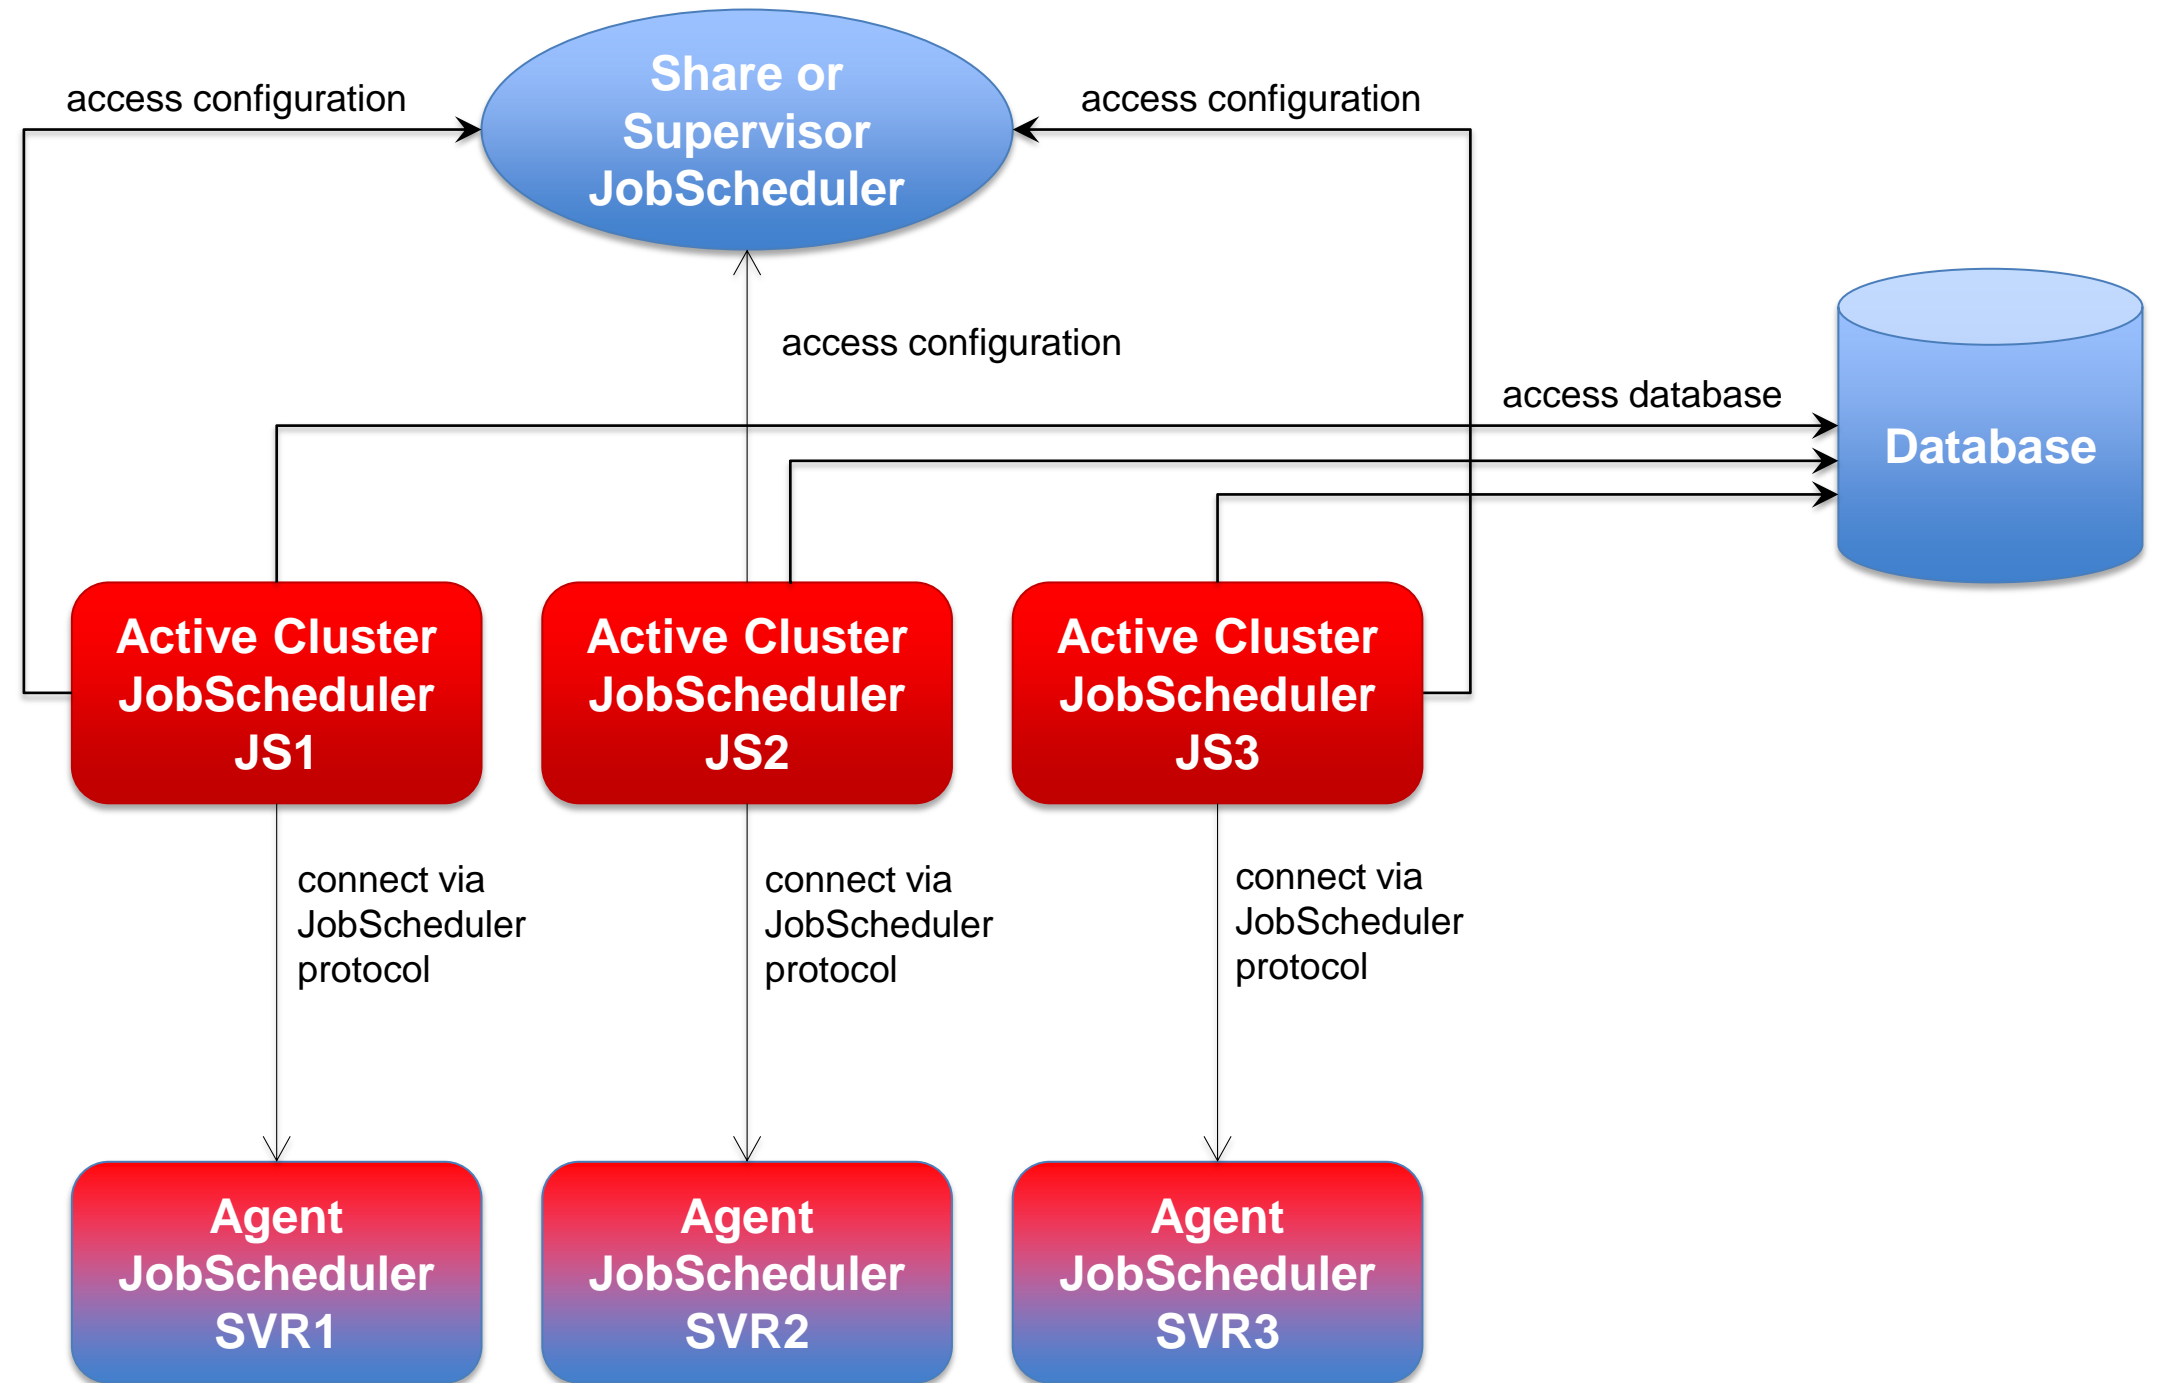 Share or
Supervisor
JobScheduler
access configuration
access configuration
access configuration
access database
Database
Active Cluster
JobScheduler
JS1
Active Cluster
JobScheduler
JS2
Active Cluster
JobScheduler
JS3
connect via
JobScheduler
protocol
connect via
JobScheduler
protocol
connect via
JobScheduler
protocol
Agent
JobScheduler
SVR1
Agent
JobScheduler
SVR2
Agent
JobScheduler
SVR3